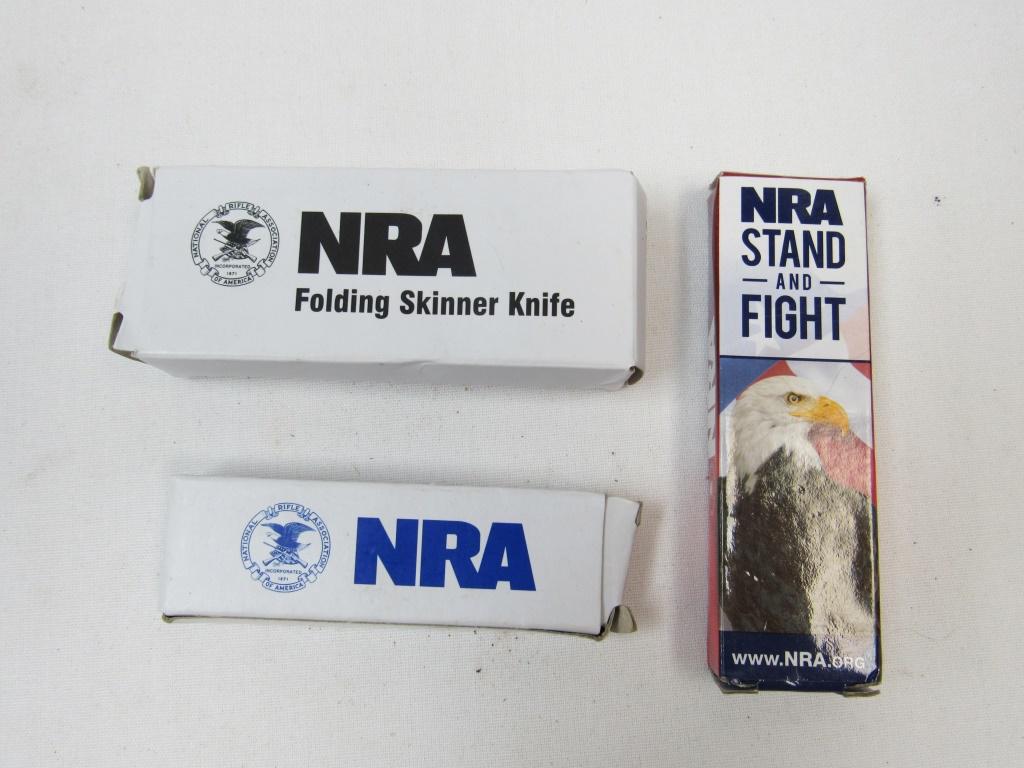 NATIONAL RIFLE ASSOCIATION
INCORPORATED
1871
OF AMERICA
NRA
Folding Skinner Knife
NATIONAL RIFLE ASSOCIATION
INCORPORATED
1871
OF AMERICA
NRA
NRA
STAND
AND
FIGHT
www.NRA.ORG